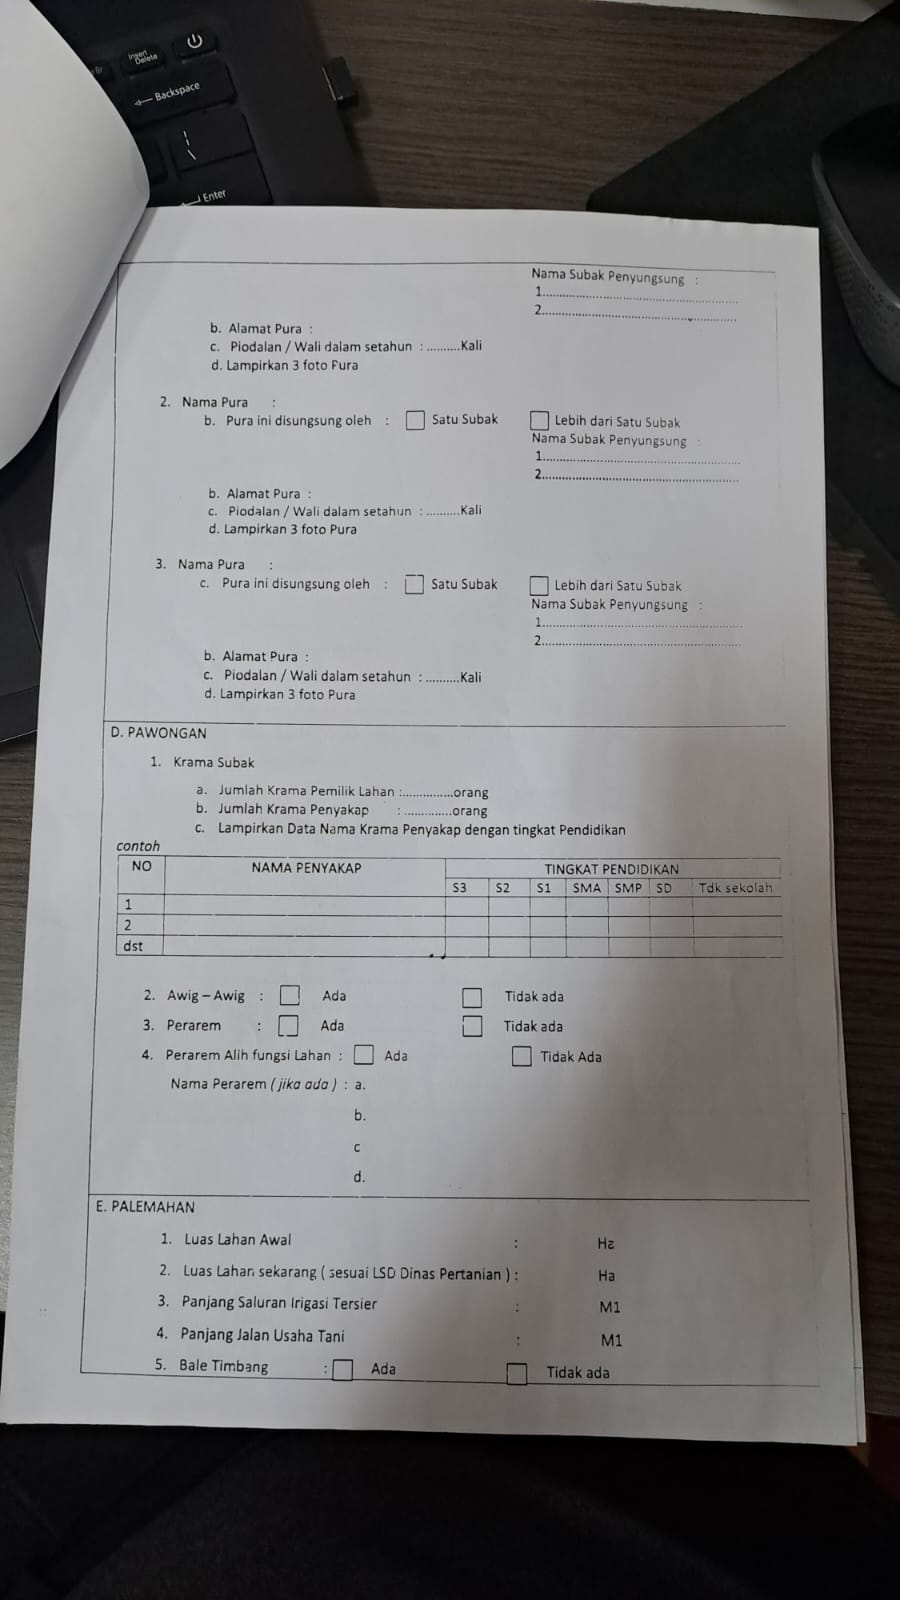 Insert
Delete
Backspace
Enter
Nama Subak Penyungsung :
1..................................................
2..................................................
b. Alamat Pura :
c. Piodalan / Wali dalam setahun : ..........Kali
d. Lampirkan 3 foto Pura
2. Nama Pura :
b. Pura ini disungsung oleh : Satu Subak Lebih dari Satu Subak
Nama Subak Penyungsung :
1..................................................
2..................................................
b. Alamat Pura :
c. Piodalan / Wali dalam setahun : ..........Kali
d. Lampirkan 3 foto Pura
3. Nama Pura :
c. Pura ini disungsung oleh : Satu Subak Lebih dari Satu Subak
Nama Subak Penyungsung :
1..................................................
2..................................................
b. Alamat Pura :
c. Piodalan / Wali dalam setahun : ..........Kali
d. Lampirkan 3 foto Pura
D. PAWONGAN
1. Krama Subak
a. Jumlah Krama Pemilik Lahan :...............orang
b. Jumlah Krama Penyakap : ..............orang
c. Lampirkan Data Nama Krama Penyakap dengan tingkat Pendidikan
contoh
NO NAMA PENYAKAP TINGKAT PENDIDIKAN
S3 S2 S1 SMA SMP SD Tdk sekolah
1
2
dst
2. Awig – Awig : Ada Tidak ada
3. Perarem : Ada Tidak ada
4. Perarem Alih fungsi Lahan : Ada Tidak Ada
Nama Perarem ( jika ada ) : a.
b.
c
d.
E. PALEMAHAN
1. Luas Lahan Awal : Ha
2. Luas Lahan sekarang ( sesuai LSD Dinas Pertanian ) : Ha
3. Panjang Saluran Irigasi Tersier : M1
4. Panjang Jalan Usaha Tani : M1
5. Bale Timbang : Ada Tidak ada